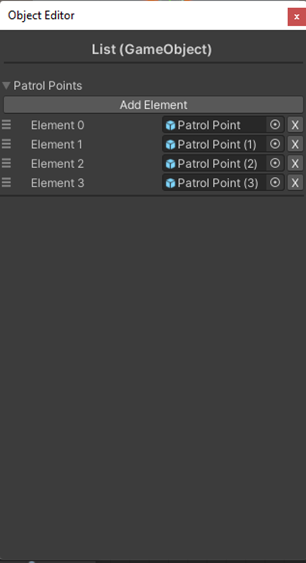 Object Editor
x
List (GameObject)
Patrol Points
Add Element
Element 0 Patrol Point X
Element 1 Patrol Point (1) X
Element 2 Patrol Point (2) X
Element 3 Patrol Point (3) X